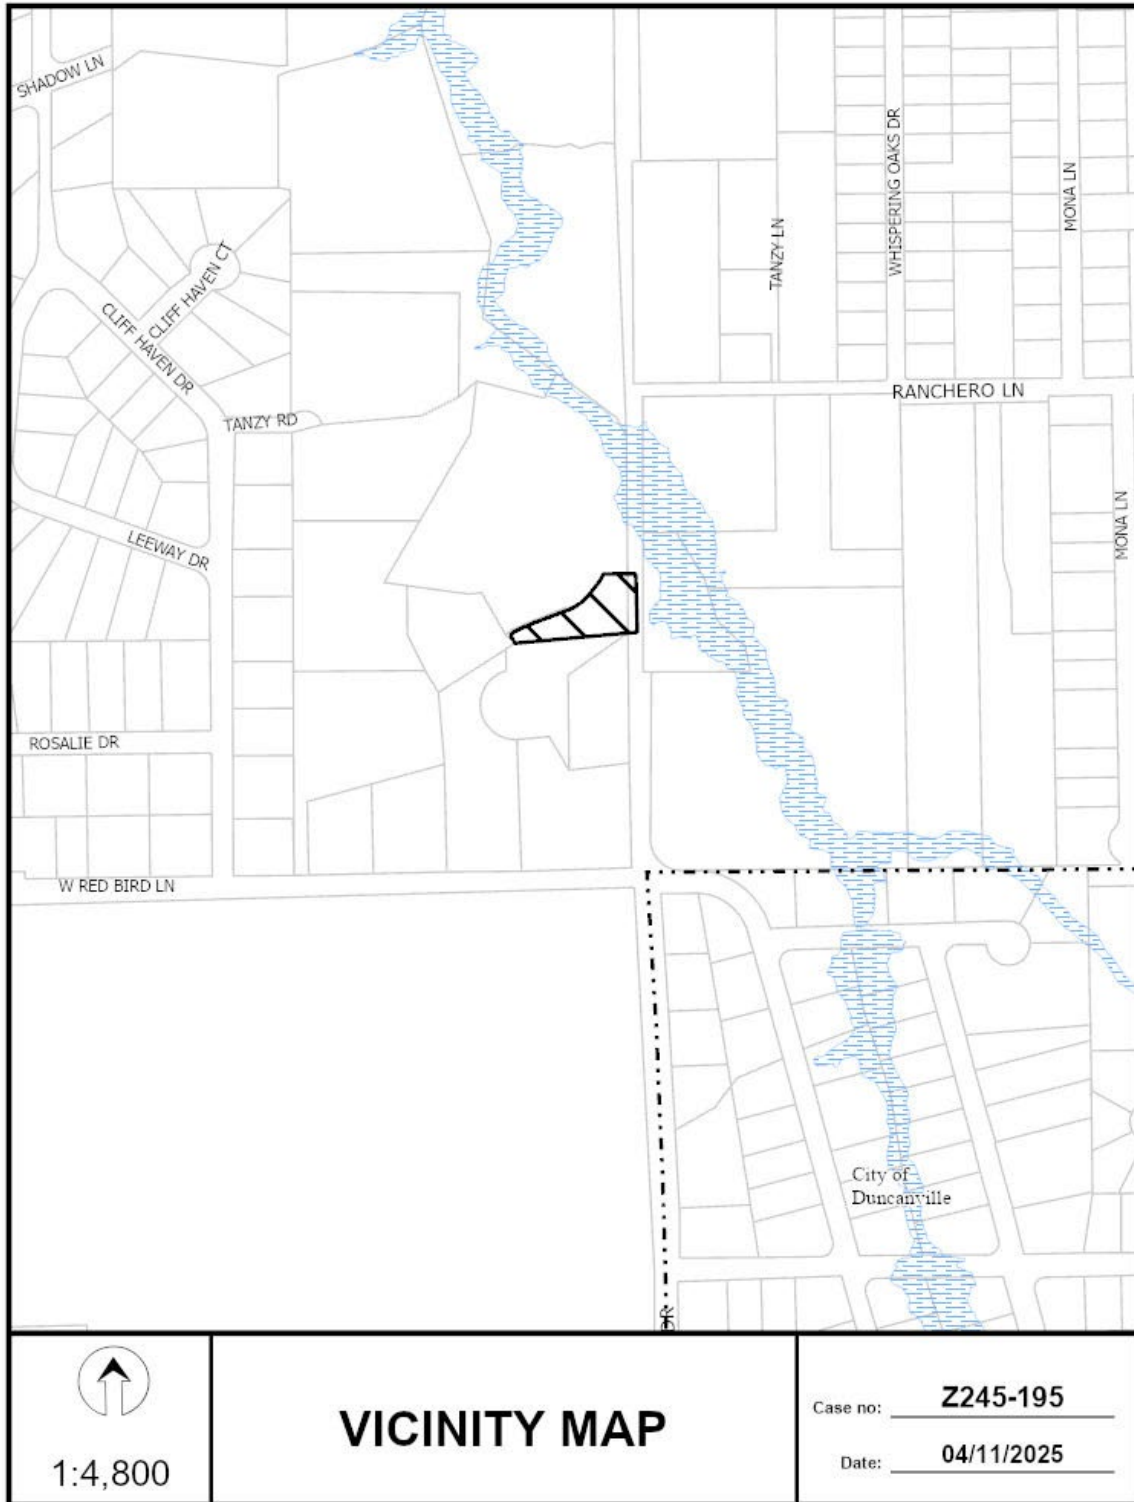 SHADOW LN
WHISPERING OAKS DR
MONA LN
TANZY LN
CLIFF HAVEN CT
CLIFF HAVEN DR
RANCHERO LN
TANZY RD
MONA LN
LEEWAY DR
ROSALIE DR
W RED BIRD LN
City of
Duncanville
DR
1:4,800
VICINITY MAP
Case no: Z245-195
Date: 04/11/2025